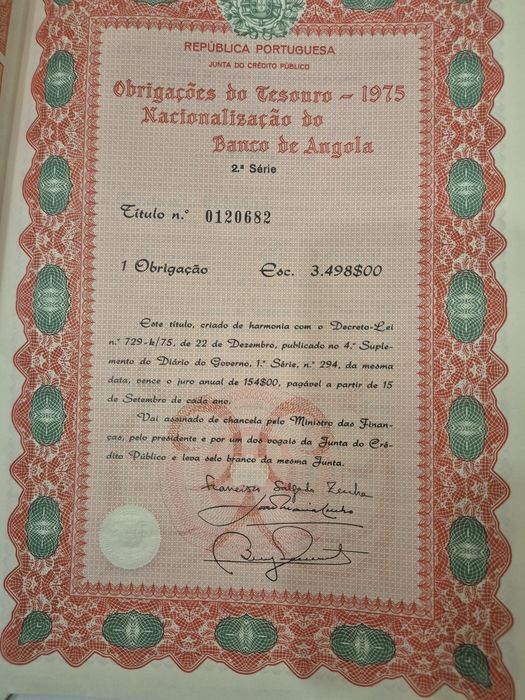 REPÚBLICA PORTUGUESA
JUNTA DO CRÉDITO PÚBLICO
Obrigações do Tesouro – 1975
Nacionalização do
Banco de Angola
2.ª Série
Título n.º 0120682
1 Obrigação Esc. 3.498$00
Este título, criado de harmonia com o Decreto-Lei
n.º 729-k/75, de 22 de Dezembro, publicado no 4.º Suple-
mento do Diário do Governo, 1.ª Série, n.º 294, da mesma
data, vence o juro anual de 154$00, pagável a partir de 15
de Setembro de cada ano.
Vai assinado de chancela pelo Ministro das Finan-
ças, pelo presidente e por um dos vogais da Junta do Cré-
dito Público e leva selo branco da mesma Junta.
Francisco Salgado Zenha